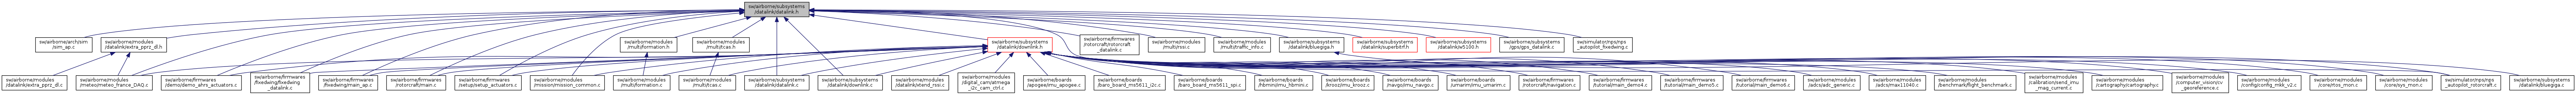 sw/airborne/subsystems
/datalink/datalink.h
sw/airborne/arch/sim
/sim_ap.c
sw/airborne/modules
/datalink/extra_pprz_dl.h
sw/airborne/modules
/multi/formation.h
sw/airborne/modules
/multi/tcas.h
sw/airborne/subsystems
/datalink/downlink.h
sw/airborne/firmwares
/rotorcraft/rotorcraft
_datalink.c
sw/airborne/modules
/multi/rssi.c
sw/airborne/modules
/multi/traffic_info.c
sw/airborne/subsystems
/datalink/bluegiga.h
sw/airborne/subsystems
/datalink/superbitrf.h
sw/airborne/subsystems
/datalink/w5100.h
sw/airborne/subsystems
/gps/gps_datalink.c
sw/simulator/nps/nps
_autopilot_fixedwing.c
sw/airborne/modules
/datalink/extra_pprz_dl.c
sw/airborne/modules
/meteo/meteo_france_DAQ.c
sw/airborne/firmwares
/demo/demo_ahrs_actuators.c
sw/airborne/firmwares
/fixedwing/fixedwing
_datalink.c
sw/airborne/firmwares
/fixedwing/main_ap.c
sw/airborne/firmwares
/rotorcraft/main.c
sw/airborne/firmwares
/setup/setup_actuators.c
sw/airborne/modules
/mission/mission_common.c
sw/airborne/modules
/multi/formation.c
sw/airborne/modules
/multi/tcas.c
sw/airborne/subsystems
/datalink/datalink.c
sw/airborne/subsystems
/datalink/downlink.c
sw/airborne/modules
/datalink/xtend_rssi.c
sw/airborne/modules
/digital_cam/atmega
_i2c_cam_ctrl.c
sw/airborne/boards
/apogee/imu_apogee.c
sw/airborne/boards
/baro_board_ms5611_i2c.c
sw/airborne/boards
/baro_board_ms5611_spi.c
sw/airborne/boards
/hbmini/imu_hbmini.c
sw/airborne/boards
/krooz/imu_krooz.c
sw/airborne/boards
/navgo/imu_navgo.c
sw/airborne/boards
/umarim/imu_umarim.c
sw/airborne/firmwares
/rotorcraft/navigation.c
sw/airborne/firmwares
/tutorial/main_demo4.c
sw/airborne/firmwares
/tutorial/main_demo5.c
sw/airborne/firmwares
/tutorial/main_demo6.c
sw/airborne/modules
/adcs/adc_generic.c
sw/airborne/modules
/adcs/max11040.c
sw/airborne/modules
/benchmark/flight_benchmark.c
sw/airborne/modules
/calibration/send_imu
_mag_current.c
sw/airborne/modules
/cartography/cartography.c
sw/airborne/modules
/computer_vision/cv
_georeference.c
sw/airborne/modules
/config/config_mkk_v2.c
sw/airborne/modules
/core/rtos_mon.c
sw/airborne/modules
/core/sys_mon.c
sw/simulator/nps/nps
_autopilot_rotorcraft.c
sw/airborne/subsystems
/datalink/bluegiga.c